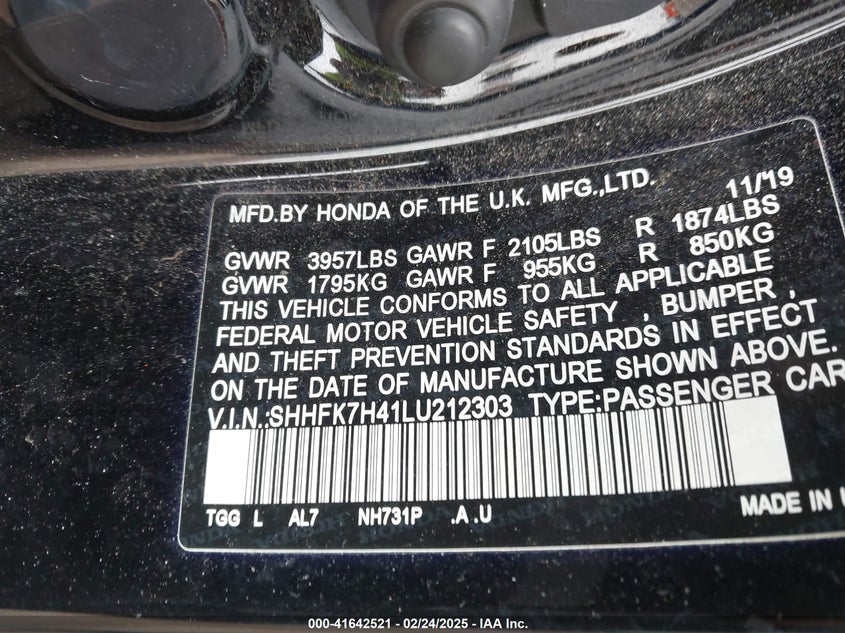 MFD.BY HONDA OF THE U.K. MFG.,LTD. 11/'19
GVWR 3957LBS GAWR F 2105LBS R 1874LBS
GVWR 1795KG GAWR F 955KG R 850KG
THIS VEHICLE CONFORMS TO ALL APPLICABLE
FEDERAL MOTOR VEHICLE SAFETY , BUMPER ,
AND THEFT PREVENTION STANDARDS IN EFFECT
ON THE DATE OF MANUFACTURE SHOWN ABOVE.
V.I.N.:SHHFK7H41LU212303 TYPE:PASSENGER CAR
TGG L AL7 NH731P .A .U MADE IN
000-41642521 - 02/24/2025 - IAA Inc.